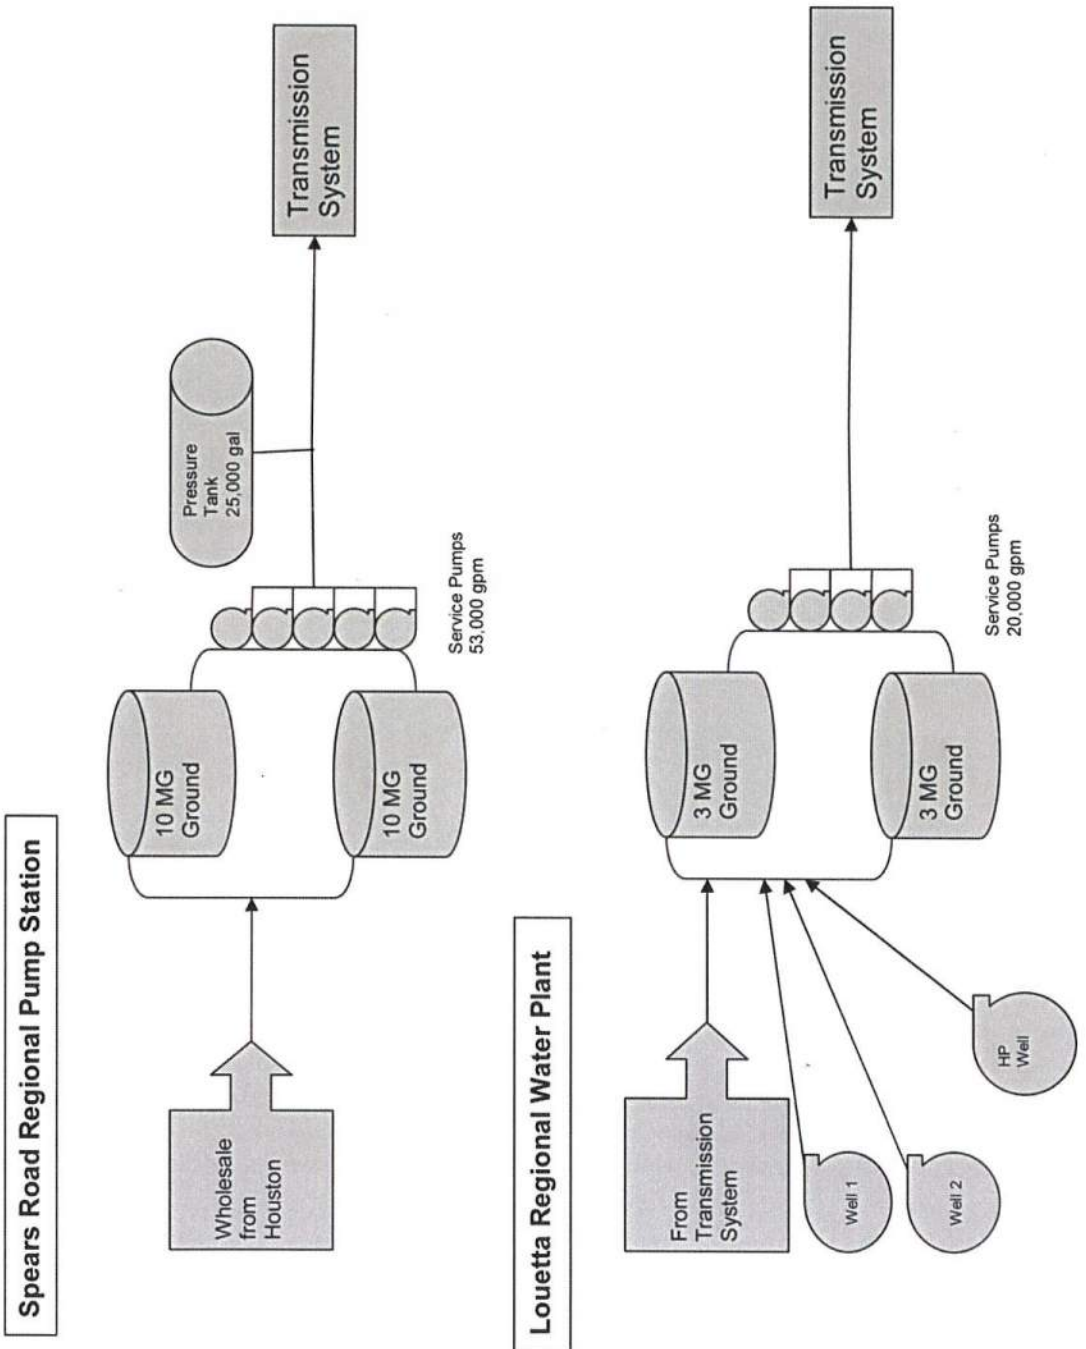 Spears Road Regional Pump Station
Wholesale
from
Houston
10 MG
Ground
10 MG
Ground
Service Pumps
53,000 gpm
Pressure
Tank
25,000 gal
Transmission
System
Louetta Regional Water Plant
From
Transmission
System
Well 1
Well 2
HP
Well
3 MG
Ground
3 MG
Ground
Service Pumps
20,000 gpm
Transmission
System